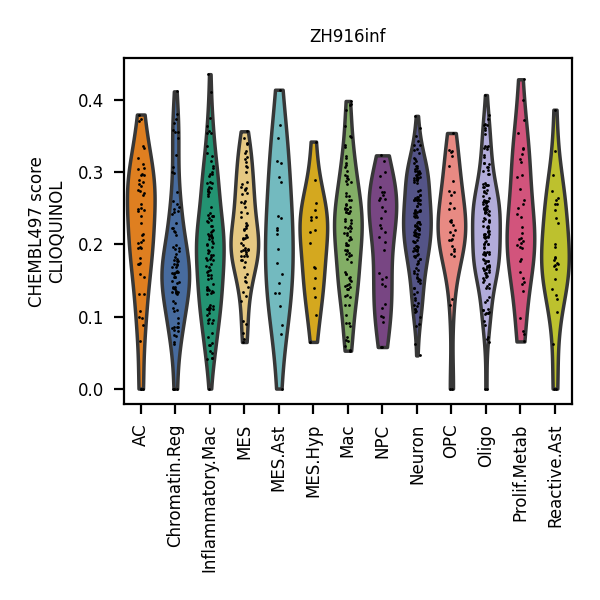 ZH916inf
CHEMBL497 score
CLIOQUINOL
0.4
0.3
0.2
0.1
0.0
AC
Chromatin.Reg
Inflammatory.Mac
MES
MES.Ast
MES.Hyp
Mac
NPC
Neuron
OPC
Oligo
Prolif.Metab
Reactive.Ast